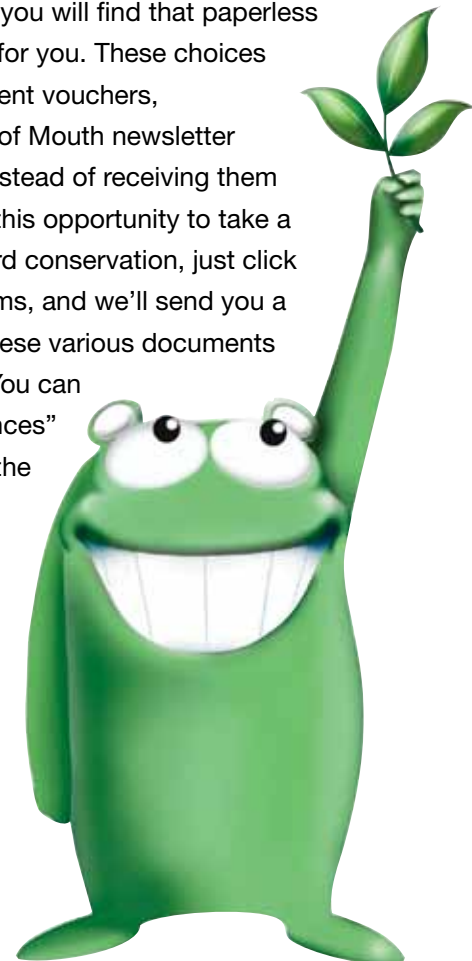 you will find that paperless
for you. These choices
ent vouchers,
of Mouth newsletter
stead of receiving them
this opportunity to take a
rd conservation, just click
ms, and we’ll send you a
ese various documents
You can
nces”
the